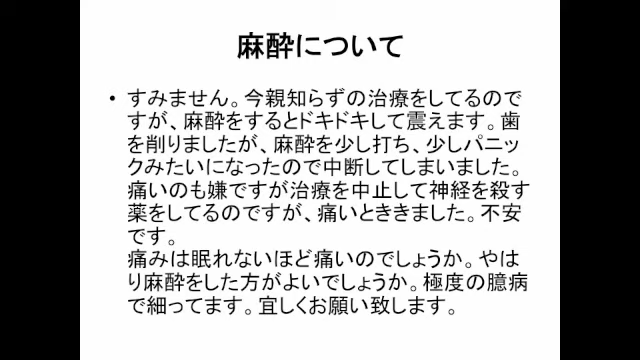 麻酔について
• すみません。今親知らずの治療をしてるので
すが、麻酔をするとドキドキして震えます。歯
を削りましたが、麻酔を少し打ち、少しパニッ
クみたいになったので中断してしまいました。
痛いのも嫌ですが治療を中止して神経を殺す
薬をしてるのですが、痛いとききました。不安
です。
痛みは眠れないほど痛いのでしょうか。やは
り麻酔をした方がよいでしょうか。極度の臆病
で細ってます。宜しくお願い致します。